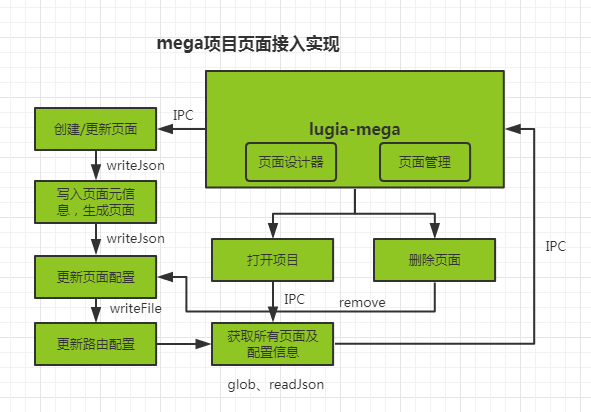 mega项目页面接入实现
lugia-mega
页面设计器
页面管理
IPC
创建/更新页面
writeJson
写入页面元信
息，生成页面
writeJson
更新页面配置
writeFile
更新路由配置
打开项目
删除页面
IPC
remove
获取所有页面及
配置信息
glob、readJson
IPC